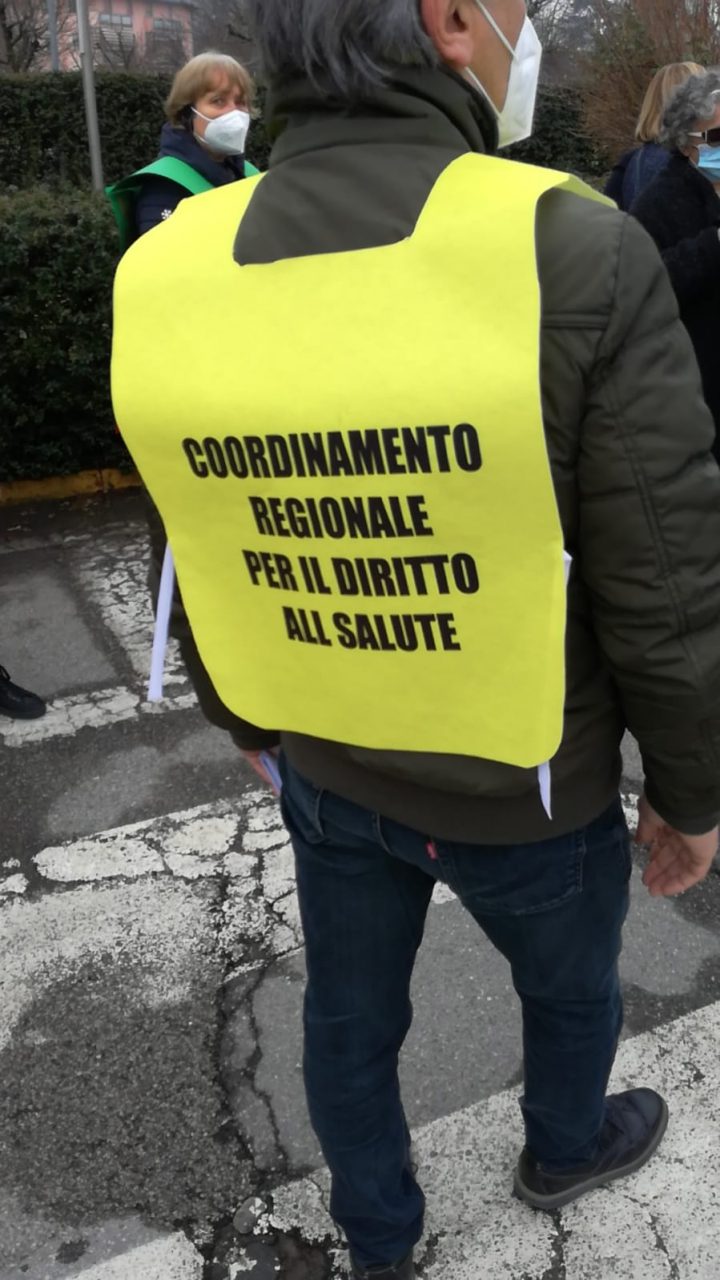 COORDINAMENTO
REGIONALE
PER IL DIRITTO
ALL SALUTE